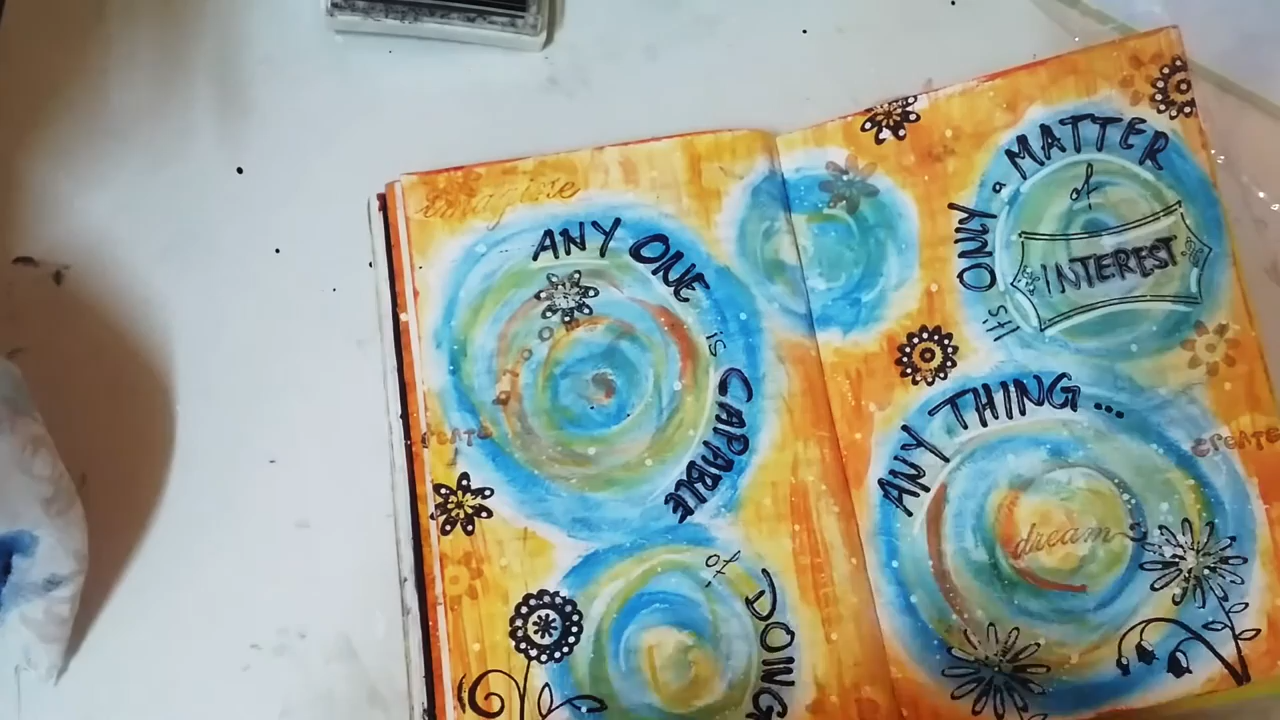 imagine
ANY ONE
is
CAPABLE
of
DOING
CREATE
ANY THING...
It's ONLY a MATTER
of
INTEREST
CREATE
dream